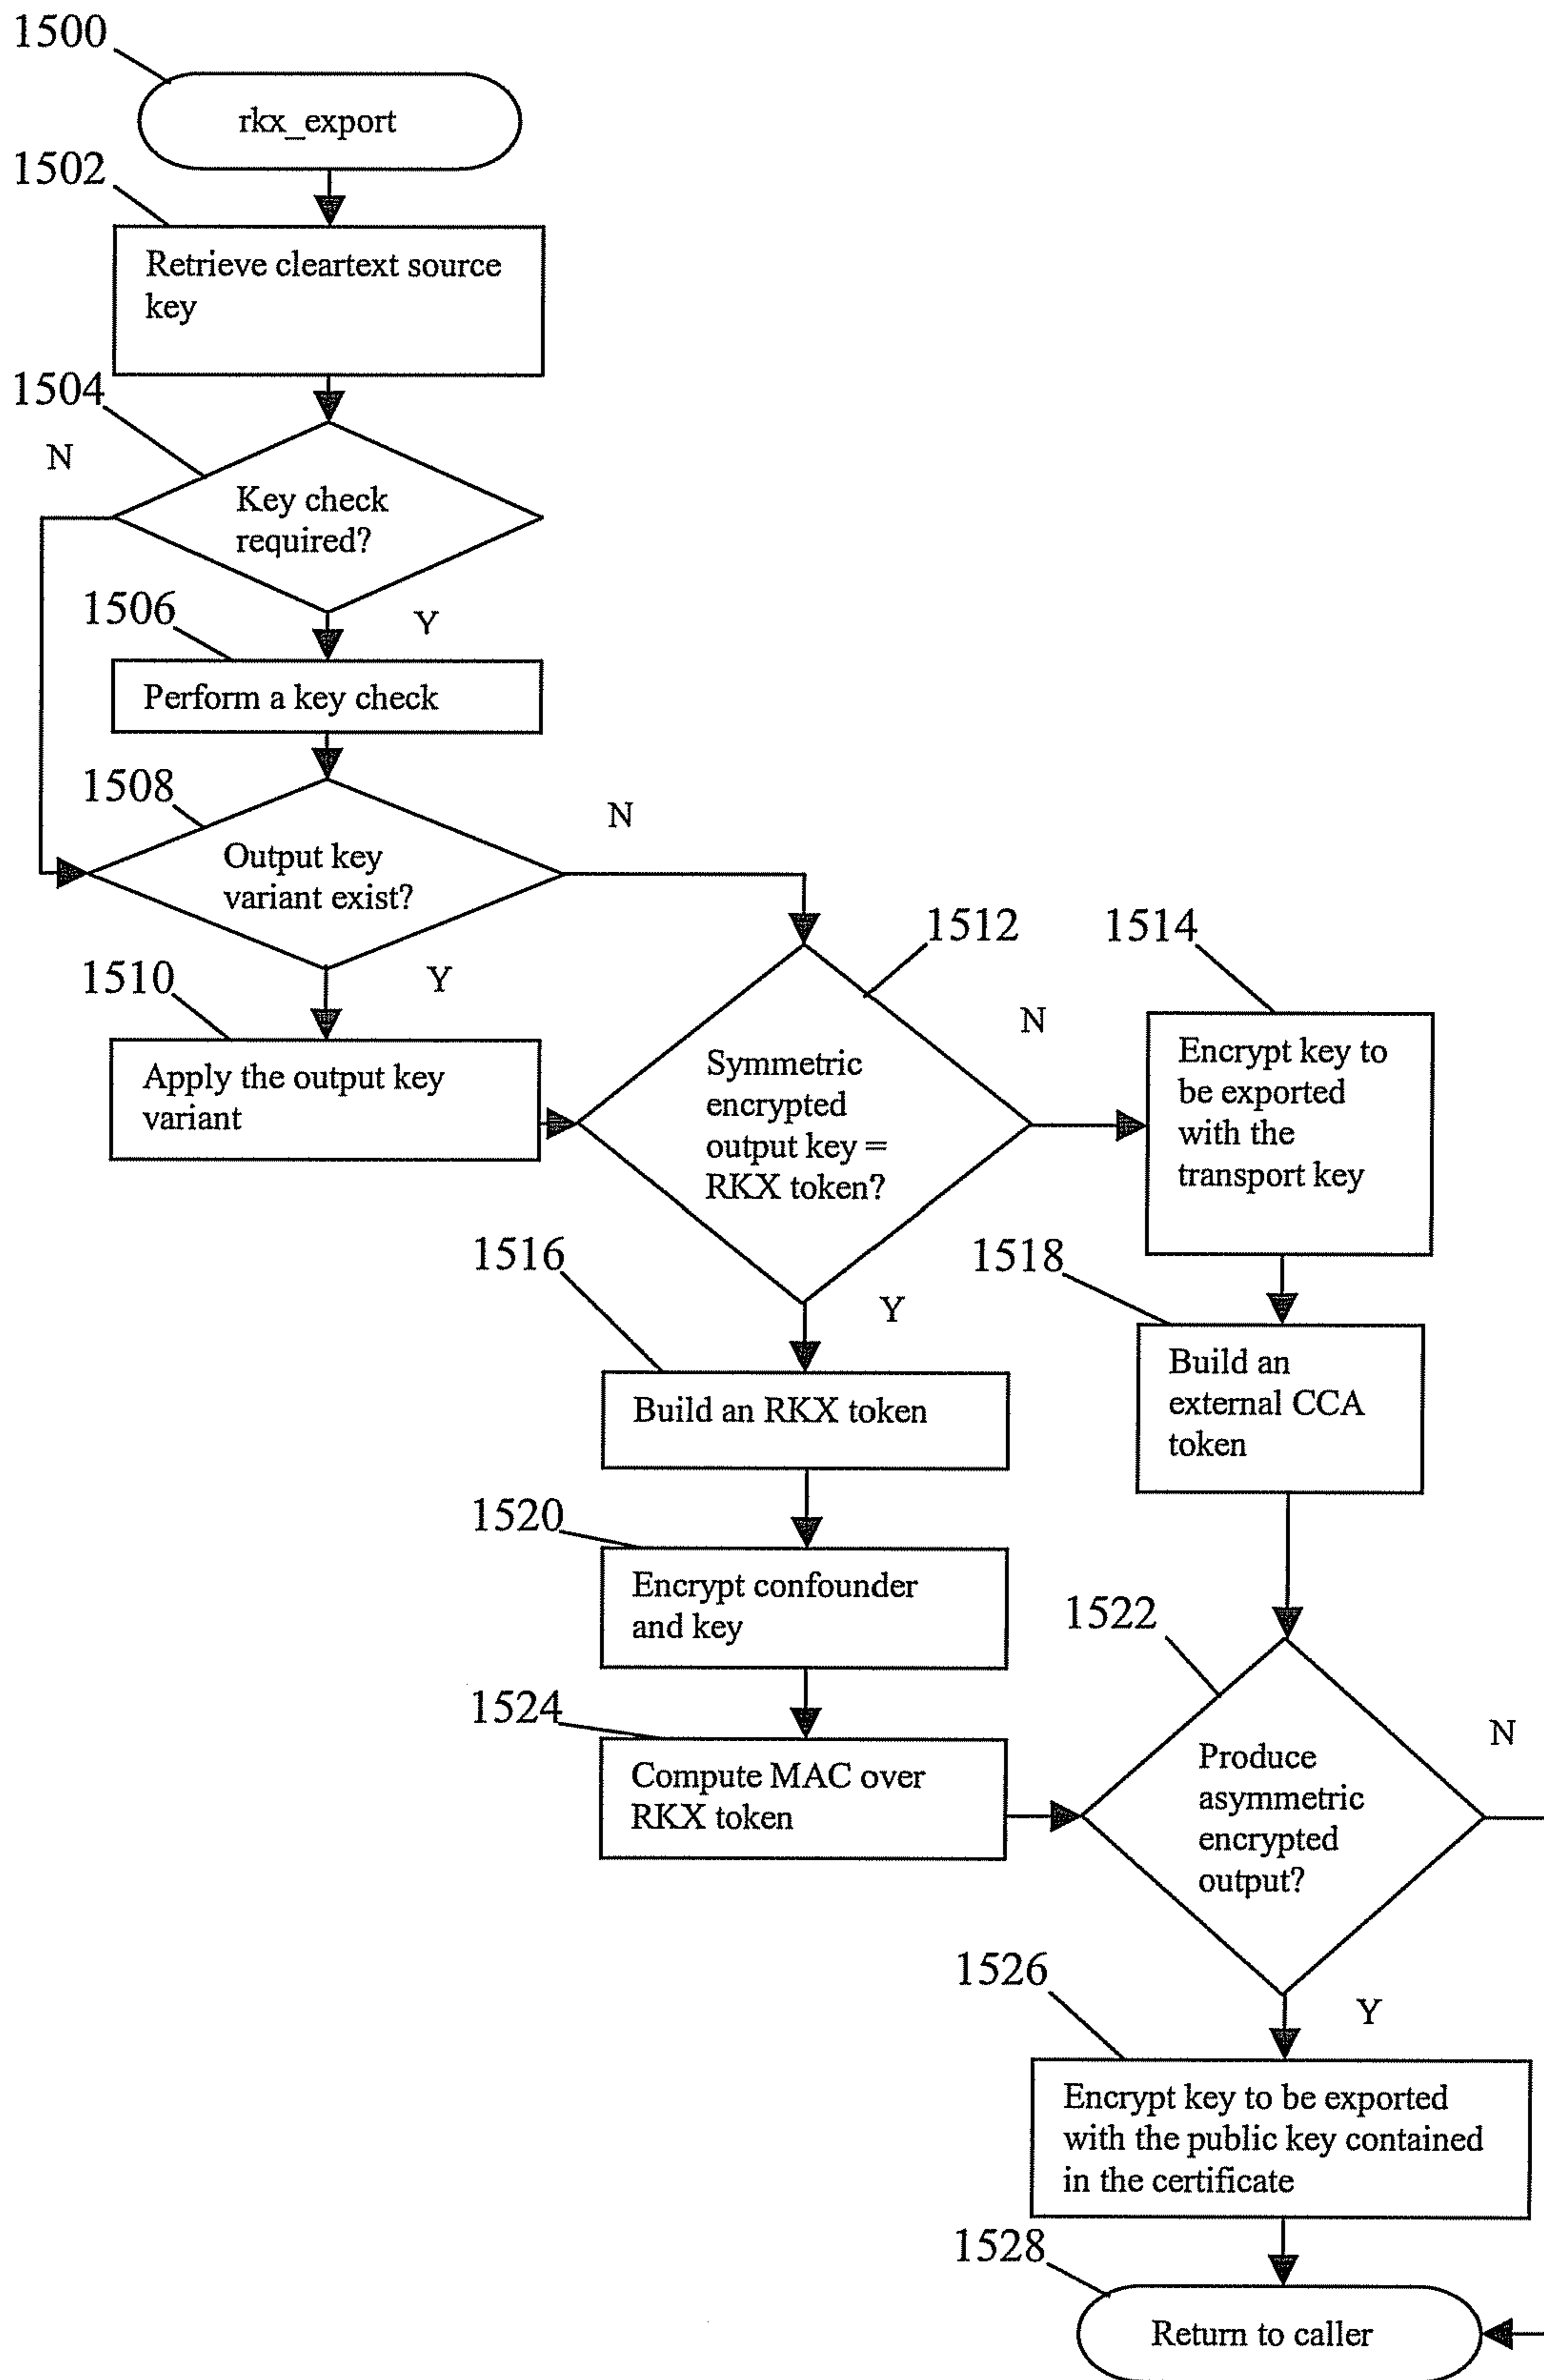 1500
rkx_export
1502
Retrieve cleartext source
key
1504
N
Key check
required?
1506
Y
Perform a key check
1508
N
Output key
variant exist?
1510
Y
Apply the output key
variant
1512
1514
N
Symmetric
encrypted
output key =
RKX token?
Encrypt key to
be exported
with the
transport key
1516
Y
1518
Build an RKX token
Build an
external CCA
token
1520
Encrypt confounder
and key
1522
1524
Compute MAC over
RKX token
N
Produce
asymmetric
encrypted
output?
1526
Y
Encrypt key to be exported
with the public key contained
in the certificate
1528
Return to caller